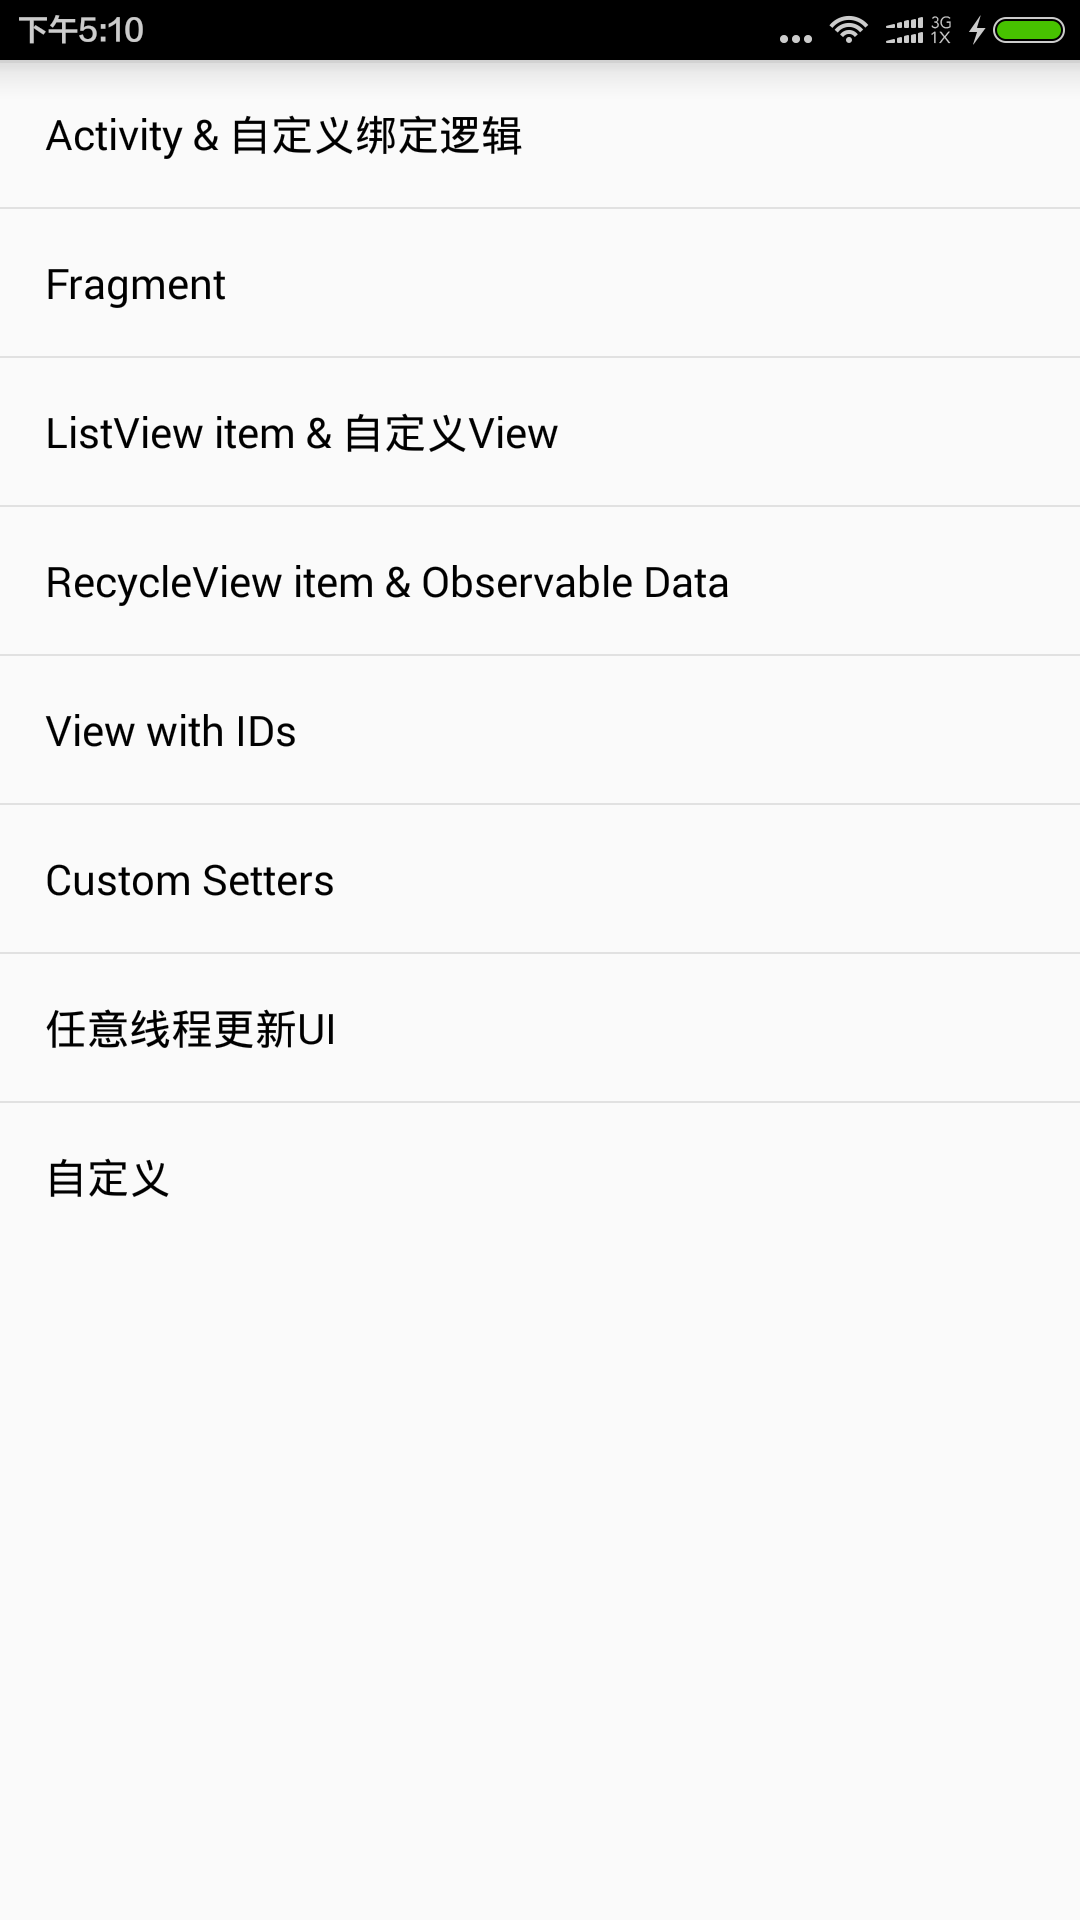 下午5:10
3G
1X
Activity & 自定义绑定逻辑
Fragment
ListView item & 自定义View
RecycleView item & Observable Data
View with IDs
Custom Setters
任意线程更新UI
自定义